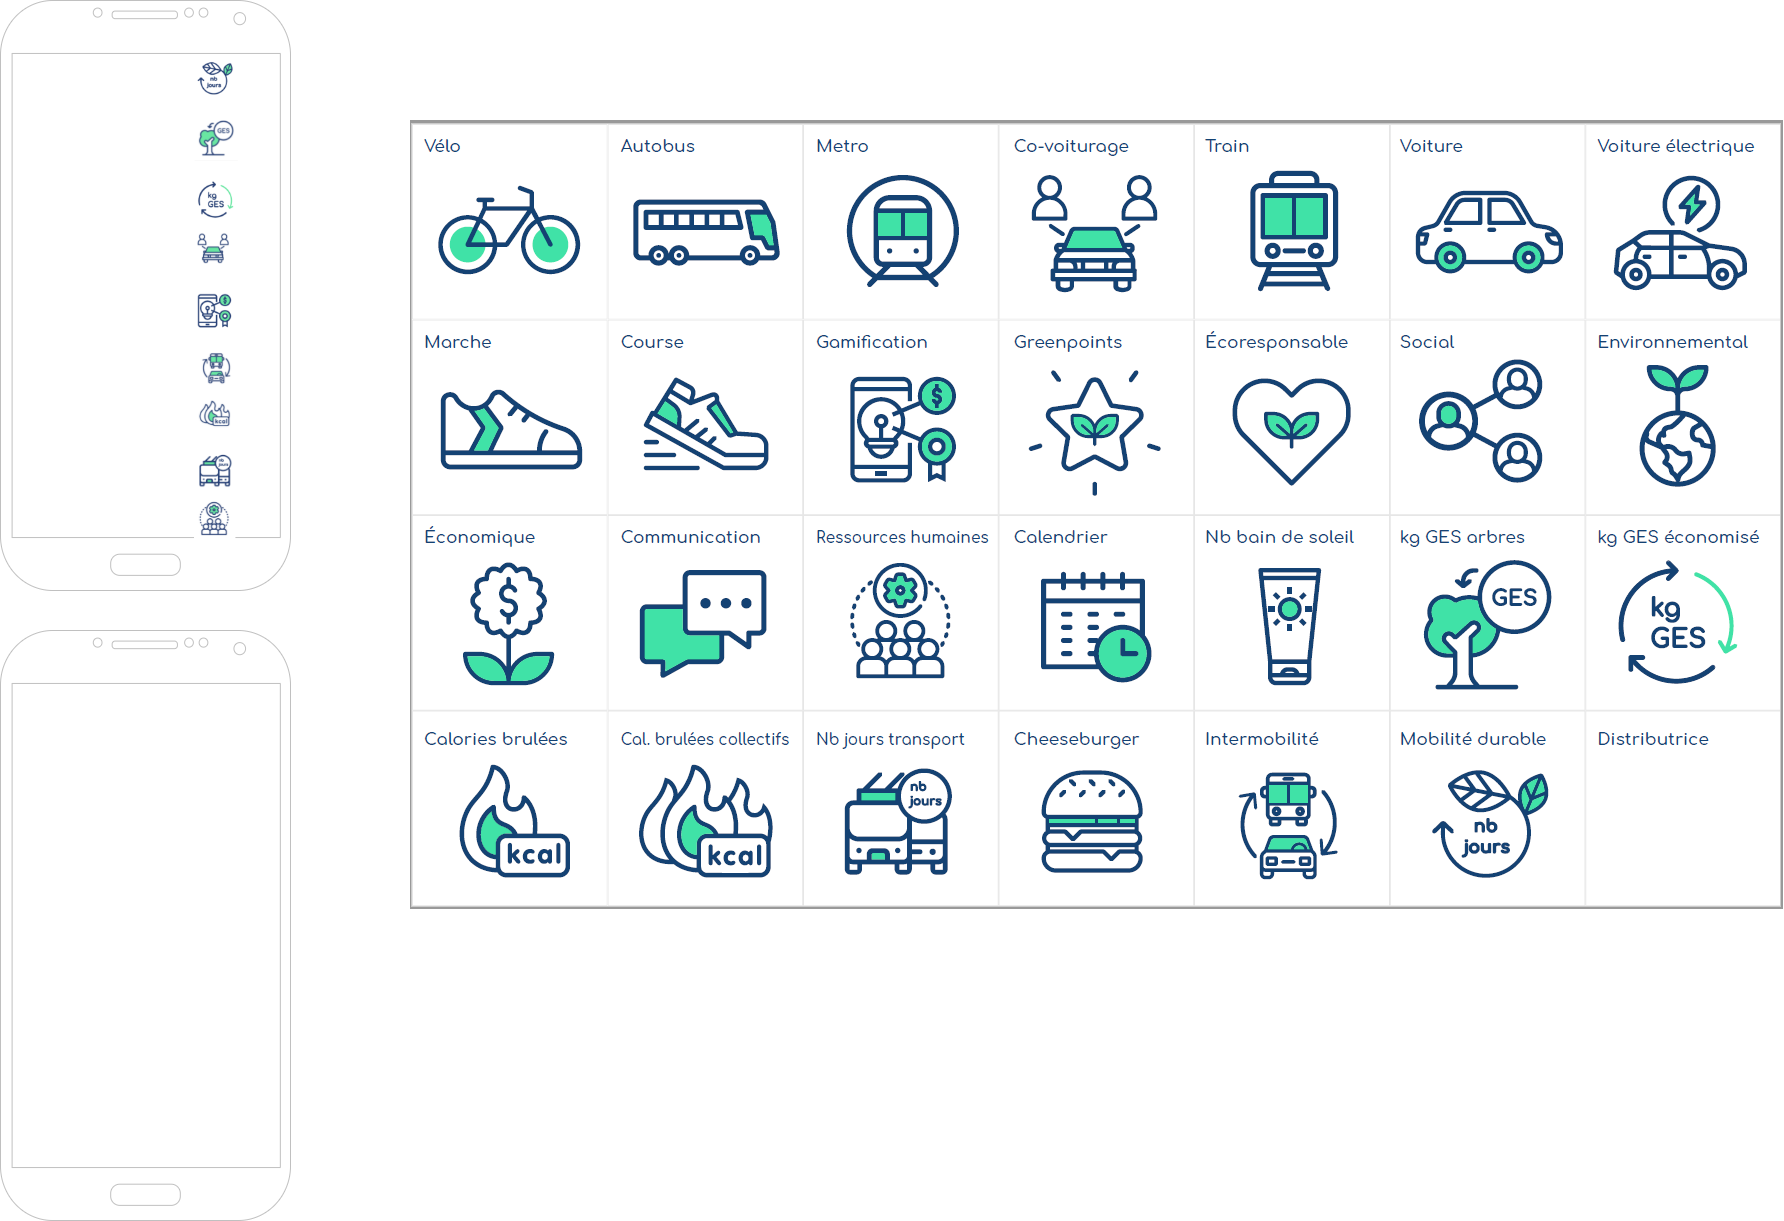 nb
jours
GES
kg
GES
$
kcal
nb
jours
Vélo
Autobus
Metro
Co-voiturage
Train
Voiture
Voiture électrique
Marche
Course
Gamification
Greenpoints
Écoresponsable
Social
Environnemental
$
Économique
Communication
Ressources humaines
Calendrier
Nb bain de soleil
kg GES arbres
kg GES économisé
$
GES
kg
GES
Calories brulées
Cal. brulées collectifs
Nb jours transport
Cheeseburger
Intermobilité
Mobilité durable
Distributrice
kcal
kcal
nb
jours
nb
jours